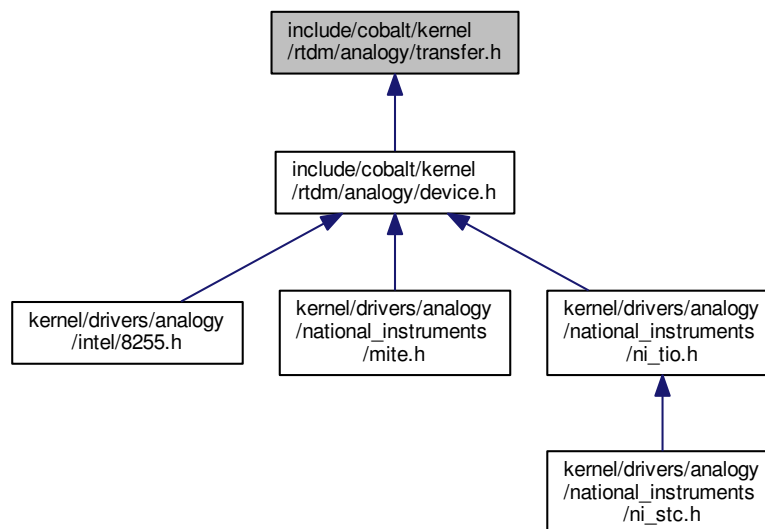 include/cobalt/kernel
/rtdm/analogy/transfer.h
include/cobalt/kernel
/rtdm/analogy/device.h
kernel/drivers/analogy
/intel/8255.h
kernel/drivers/analogy
/national_instruments
/mite.h
kernel/drivers/analogy
/national_instruments
/ni_tio.h
kernel/drivers/analogy
/national_instruments
/ni_stc.h